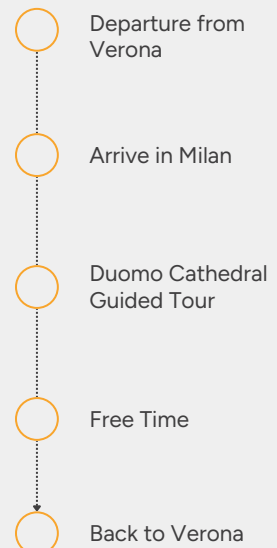 Departure from
Verona
Arrive in Milan
Duomo Cathedral
Guided Tour
Free Time
Back to Verona